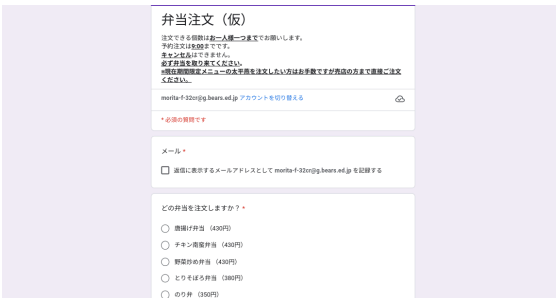 弁当注文（仮）
注文できる個数はお一人様一つまででお願いします。
予約注文は9:00までです。
キャンセルはできません。
必ず弁当を取り来てください。
※現在期間限定メニューの太平燕を注文したい方はお手数ですが売店の方まで直接ご注文
ください。
morita-f-32cr@g.bears.ed.jp アカウントを切り替える
* 必須の質問です
メール *
返信に表示するメールアドレスとして morita-f-32cr@g.bears.ed.jp を記録する
どの弁当を注文しますか？ *
唐揚げ弁当 （430円）
チキン南蛮弁当 （430円）
野菜炒め弁当 （430円）
とりそぼろ弁当 （380円）
のり弁 （350円）